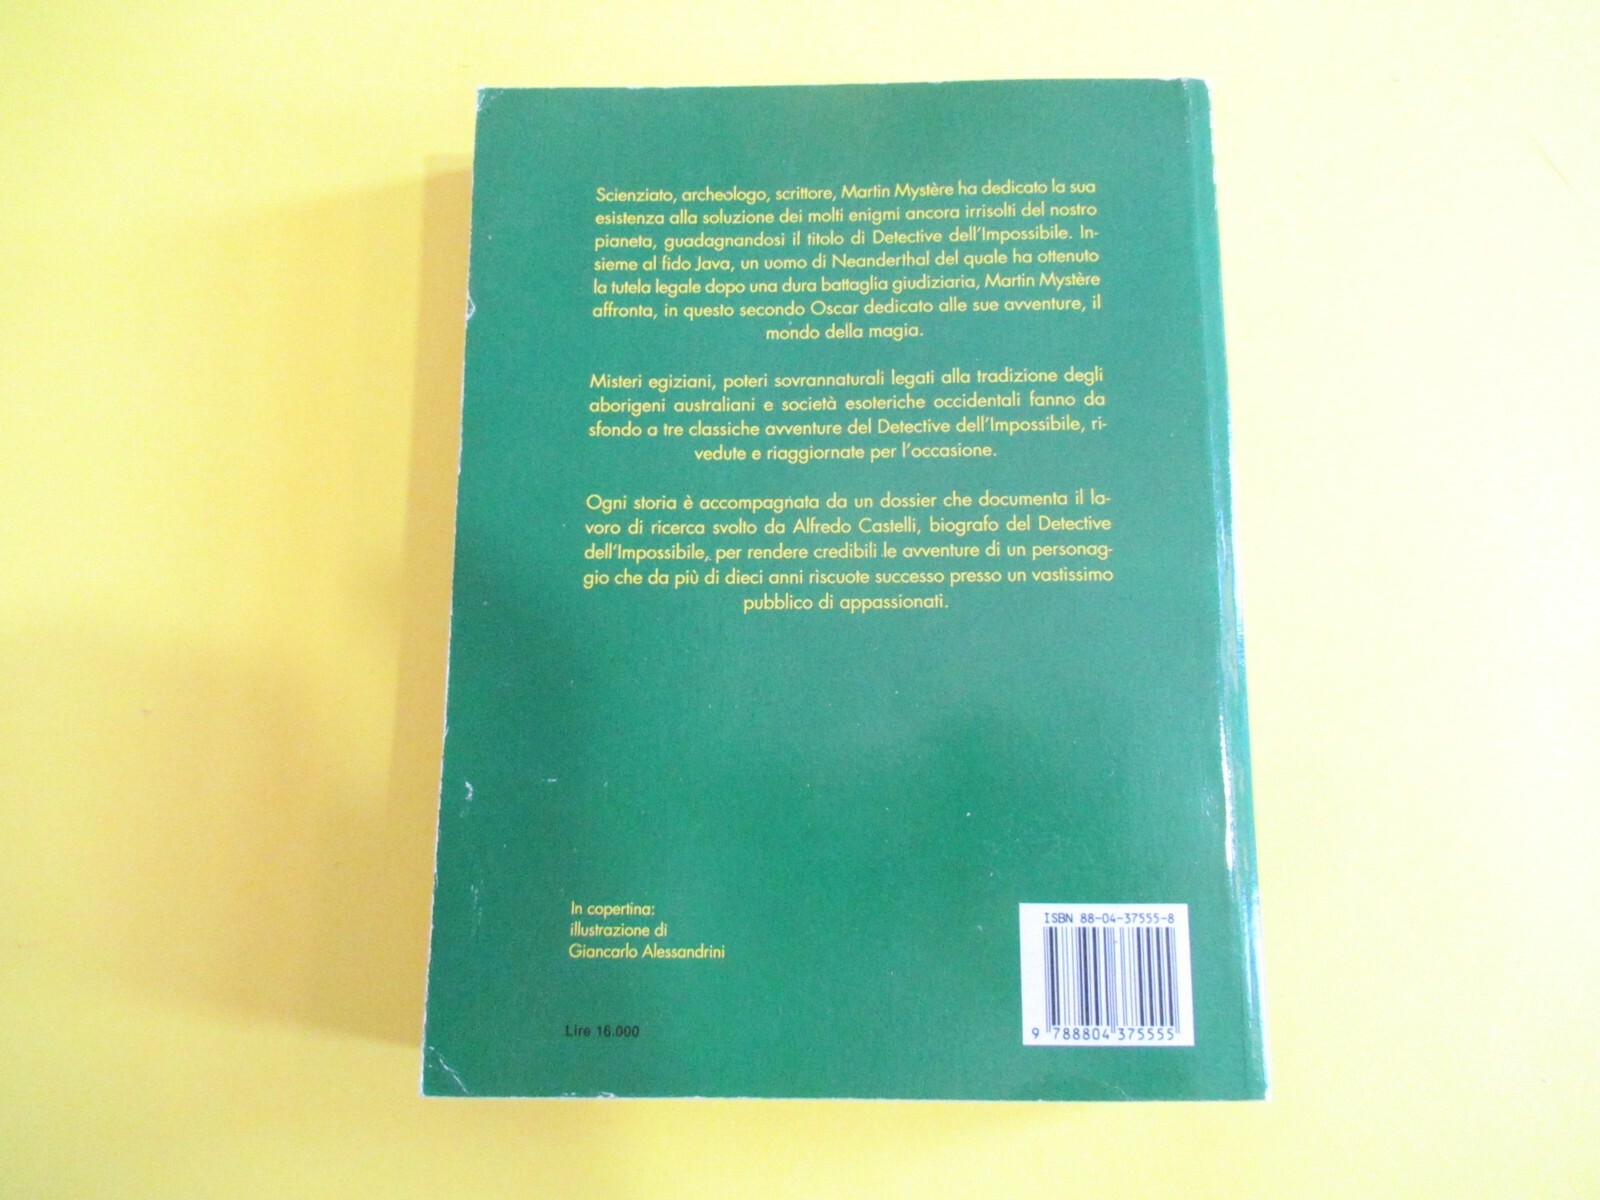 Scienziato, archeologo, scrittore, Martin Mystère ha dedicato la sua
esistenza alla soluzione dei molti enigmi ancora irrisolti del nostro
pianeta, guadagnandosi il titolo di Detective dell'Impossibile. In-
sieme al fido Java, un uomo di Neanderthal del quale ha ottenuto
la tutela legale dopo una dura battaglia giudiziaria, Martin Mystère
affronta, in questo secondo Oscar dedicato alle sue avventure, il
mondo della magia.
Misteri egiziani, poteri sovrannaturali legati alla tradizione degli
aborigeni australiani e società esoteriche occidentali fanno da
sfondo a tre classiche avventure del Detective dell'Impossibile, ri-
vedute e riaggiornate per l'occasione.
Ogni storia è accompagnata da un dossier che documenta il la-
voro di ricerca svolto da Alfredo Castelli, biografo del Detective
dell'Impossibile, per rendere credibili le avventure di un personag-
gio che da più di dieci anni riscuote successo presso un vastissimo
pubblico di appassionati.
In copertina:
illustrazione di
Giancarlo Alessandrini
Lire 16.000
ISBN 88-04-37555-8
9 788804 375555